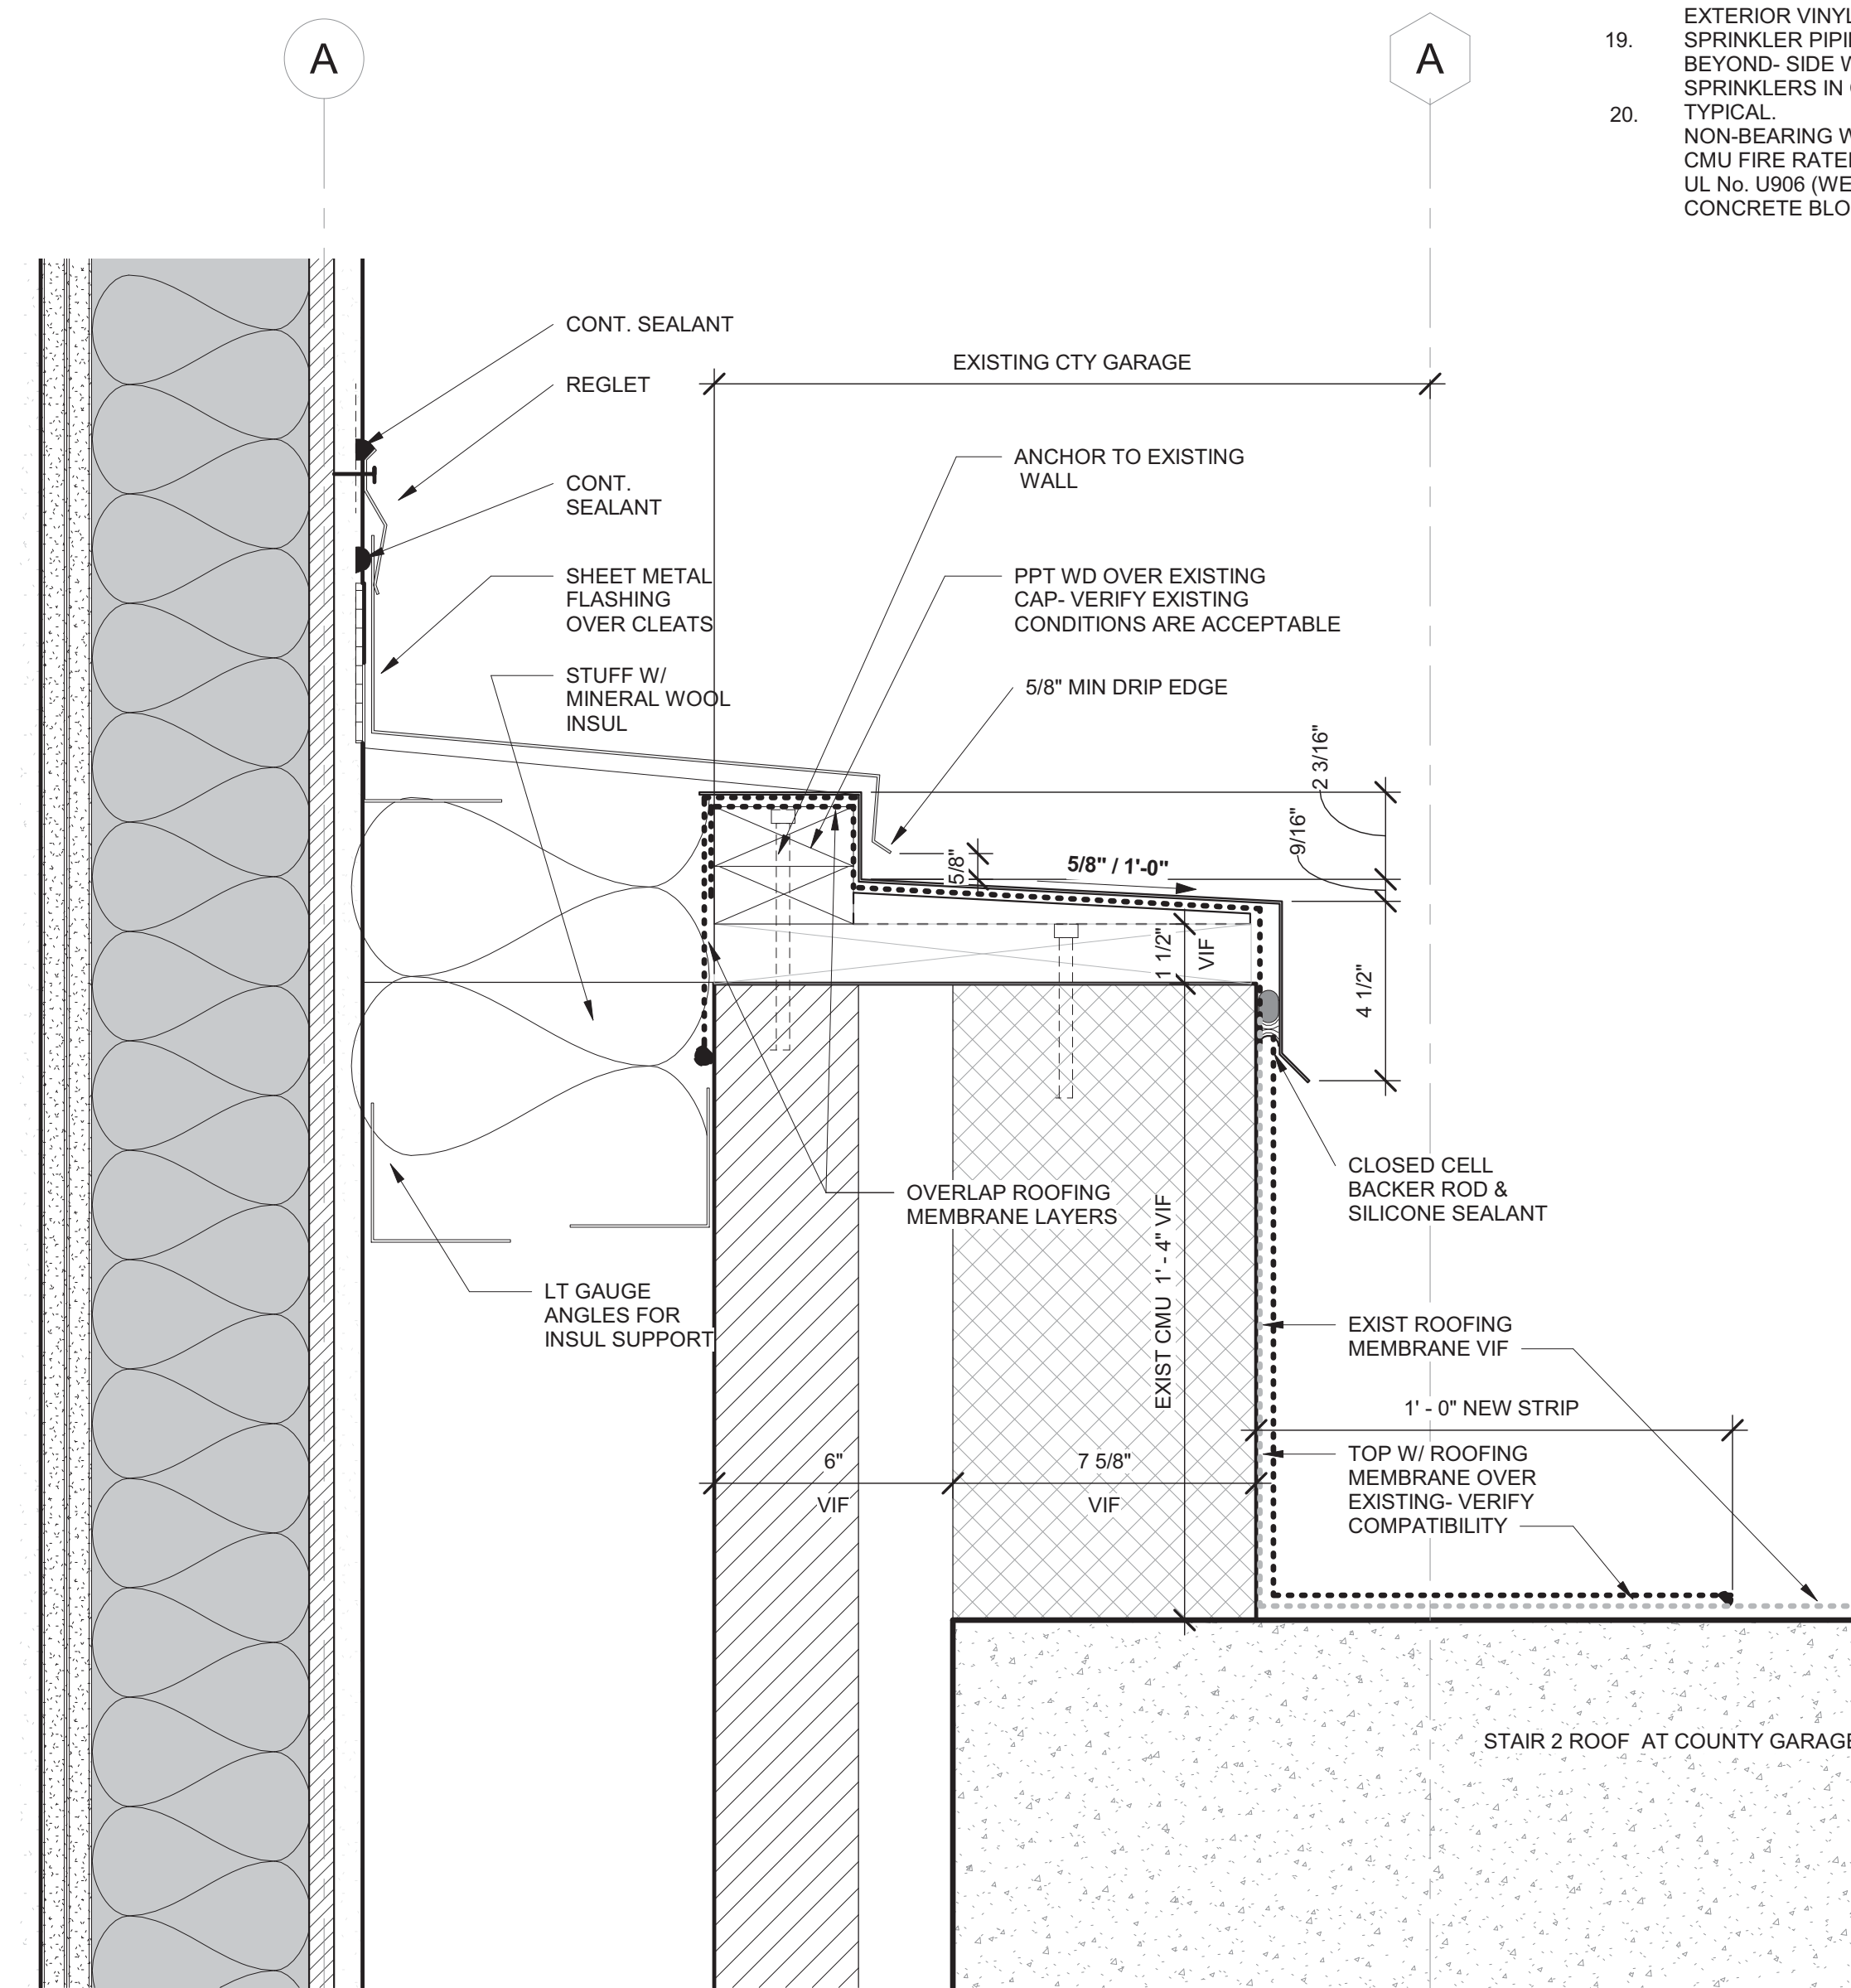 A
A
EXTERIOR VINYL
19.
SPRINKLER
BEYOND- SIDE
SPRINKLERS IN
20.
TYPICAL.
NON-BEARING
CMU FIRE
UL No. U906
CONCRETE
CONT. SEALANT
REGLET
CONT.
SEALANT
SHEET METAL
FLASHING
OVER CLEATS
STUFF W/
MINERAL WOOL
INSUL
EXISTING CTY GARAGE
ANCHOR TO EXISTING
WALL
PPT WD OVER EXISTING
CAP- VERIFY EXISTING
CONDITIONS ARE ACCEPTABLE
5/8" MIN DRIP EDGE
2 3/16"
9/16"
5/8"
5/8" / 1'-0"
1 1/2"
VIF
4 1/2"
CLOSED CELL
BACKER ROD &
SILICONE SEALANT
OVERLAP ROOFING
MEMBRANE LAYERS
EXIST CMU 1' - 4" VIF
LT GAUGE
ANGLES FOR
INSUL SUPPORT
EXIST ROOFING
MEMBRANE VIF
1' - 0" NEW STRIP
6"
VIF
7 5/8"
VIF
TOP W/ ROOFING
MEMBRANE OVER
EXISTING- VERIFY
COMPATIBILITY
STAIR 2 ROOF AT COUNTY GARAGE